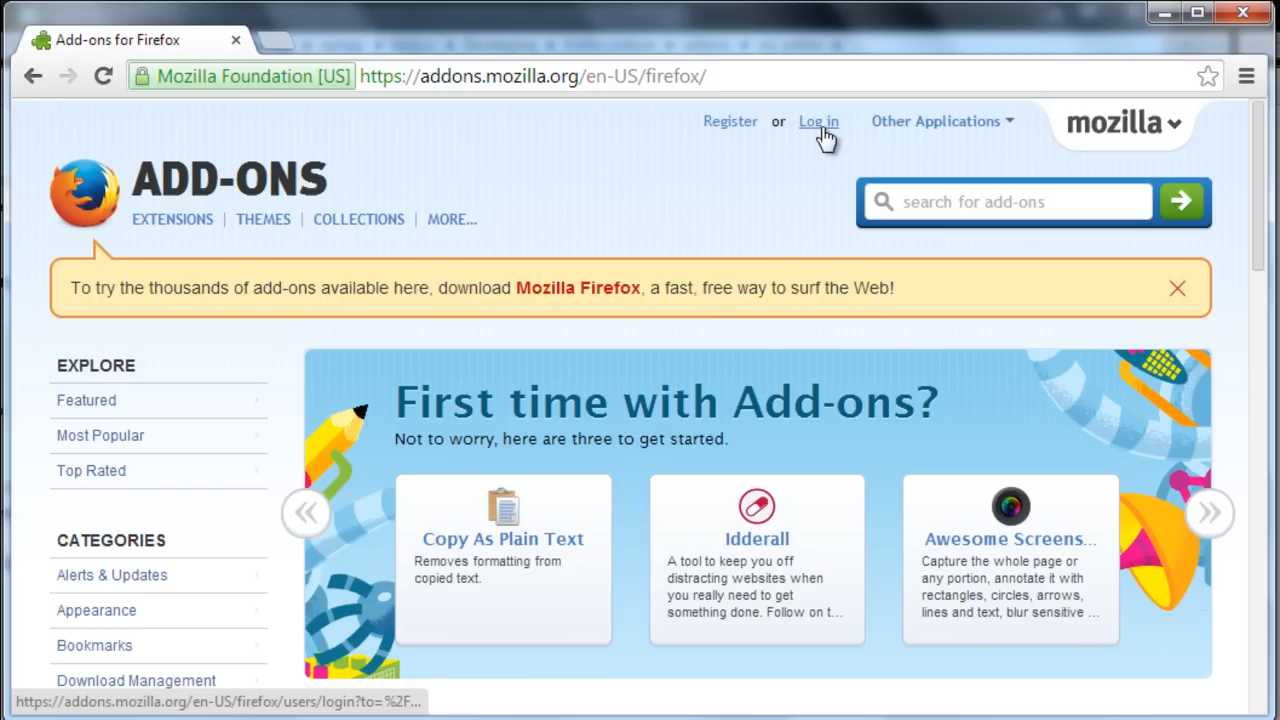 Add-ons for Firefox
Mozilla Foundation [US] https://addons.mozilla.org/en-US/firefox/
Register or Log in Other Applications mozilla
ADD-ONS
EXTENSIONS | THEMES | COLLECTIONS | MORE...
search for add-ons
To try the thousands of add-ons available here, download Mozilla Firefox, a fast, free way to surf the Web!
EXPLORE
Featured
Most Popular
Top Rated
CATEGORIES
Alerts & Updates
Appearance
Bookmarks
Download Management
First time with Add-ons?
Not to worry, here are three to get started.
Copy As Plain Text
Removes formatting from
copied text.
Idderall
A tool to keep you off
distracting websites when
you really need to get
something done. Follow on t...
Awesome Screens...
Capture the whole page or
any portion, annotate it with
rectangles, circles, arrows,
lines and text, blur sensitive ...
https://addons.mozilla.org/en-US/firefox/users/login?to=%2F...